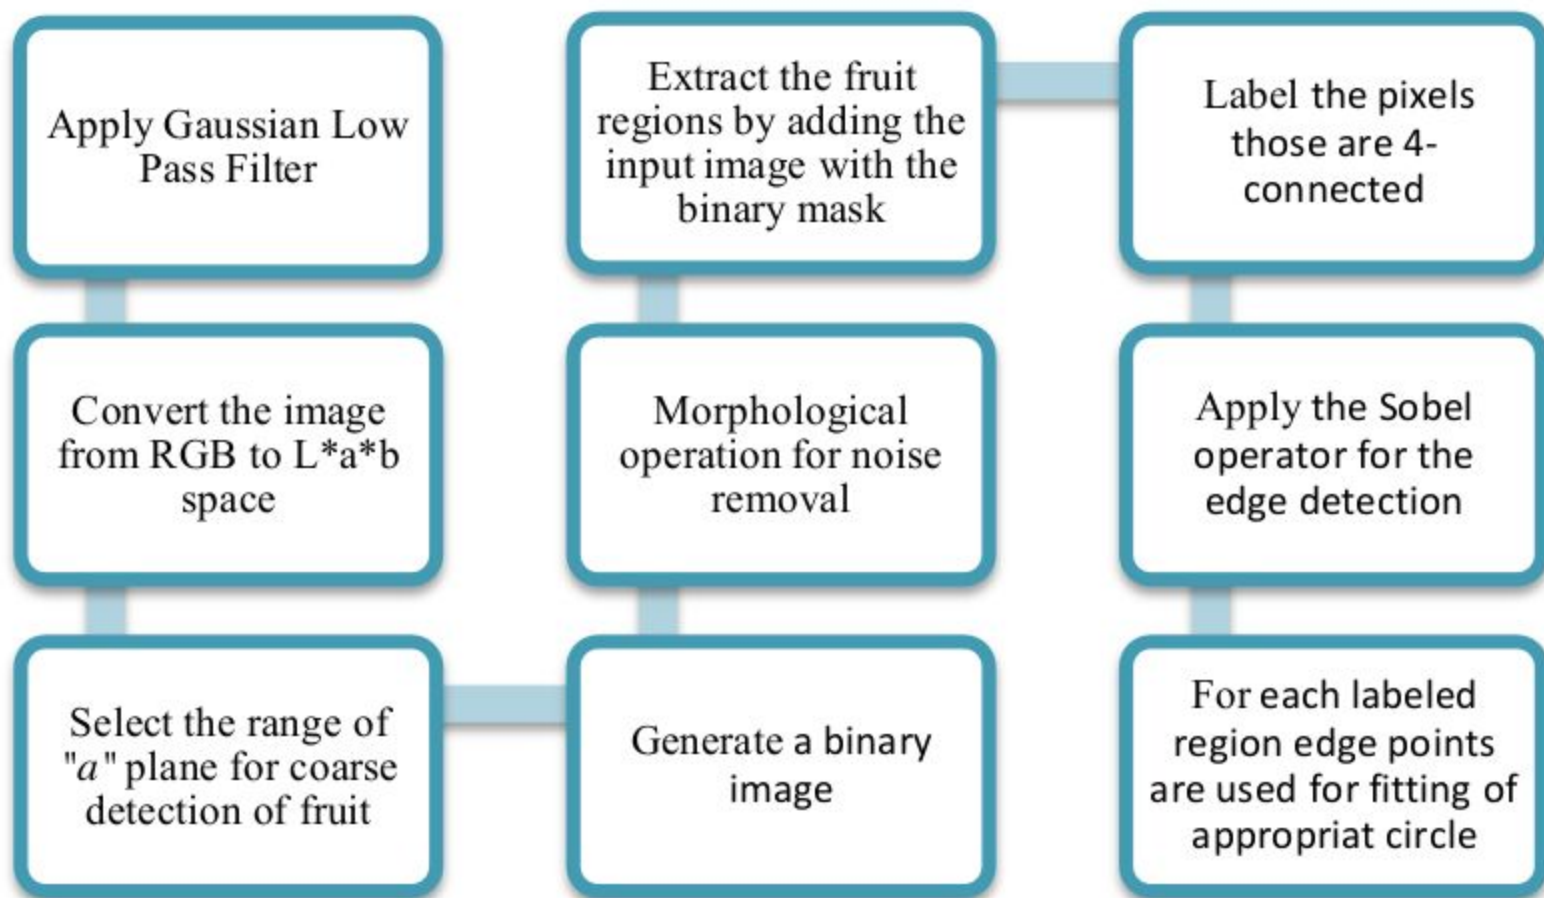 Apply Gaussian Low
Pass Filter
Convert the image
from RGB to L*a*b
space
Select the range of
"a" plane for coarse
detection of fruit
Generate a binary
image
Morphological
operation for noise
removal
Extract the fruit
regions by adding the
input image with the
binary mask
Label the pixels
those are 4-
connected
Apply the Sobel
operator for the
edge detection
For each labeled
region edge points
are used for fitting of
appropriat circle